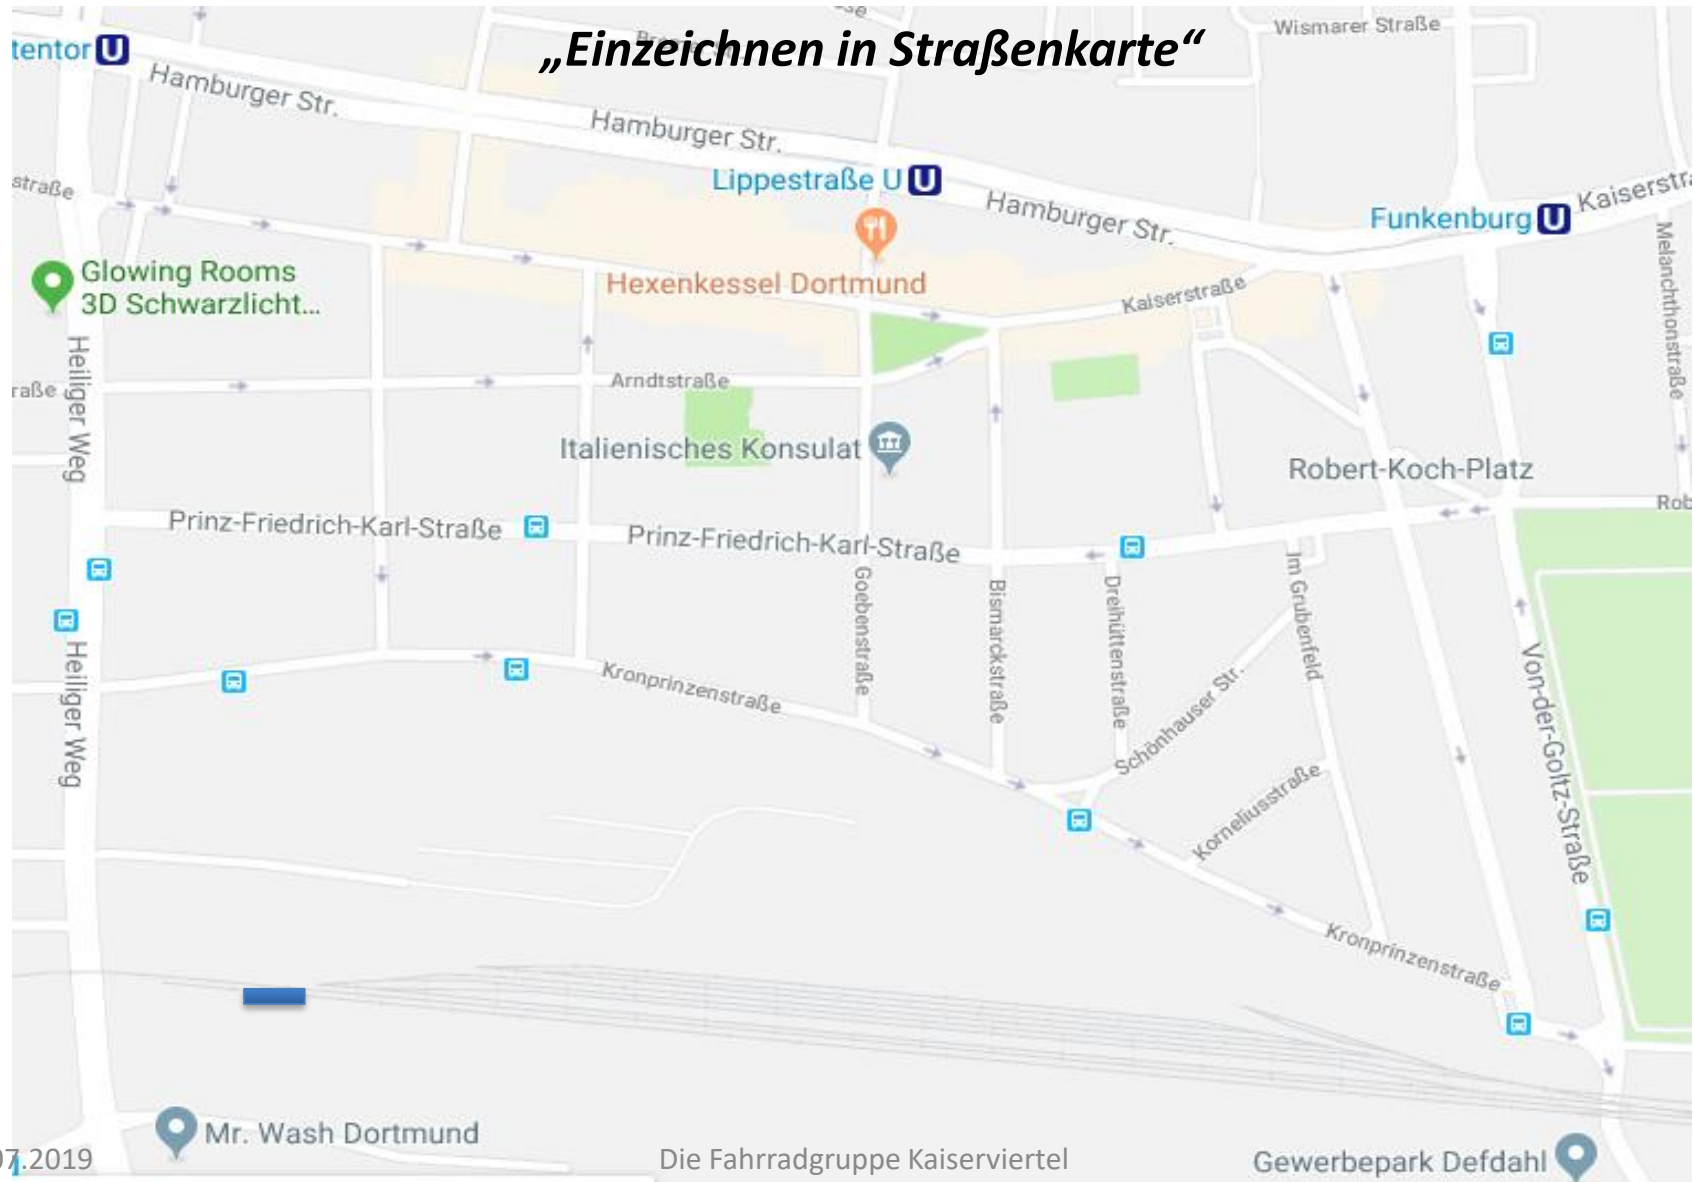 „Einzeichnen in Straßenkarte“
Wismarer Straße
tentor U
Hamburger Str.
Hamburger Str.
Lippestraße U U
straße
Hamburger Str.
Kaiserstra
Funkenburg U
Melanchthonstraße
Glowing Rooms
3D Schwarzlicht...
Hexenkessel Dortmund
Kaiserstraße
Heiliger Weg
raße
Arndtstraße
Italienisches Konsulat
Robert-Koch-Platz
Rob
Prinz-Friedrich-Karl-Straße
Prinz-Friedrich-Karl-Straße
Goebenstraße
Bismarckstraße
Dreihüttenstraße
Im Grubenfeld
Heiliger Weg
Kronprinzenstraße
Schönhauser Str.
Von-der-Goltz-Straße
Korneliusstraße
Kronprinzenstraße
Mr. Wash Dortmund
07.2019
Die Fahrradgruppe Kaiserviertel
Gewerbepark Defdahl